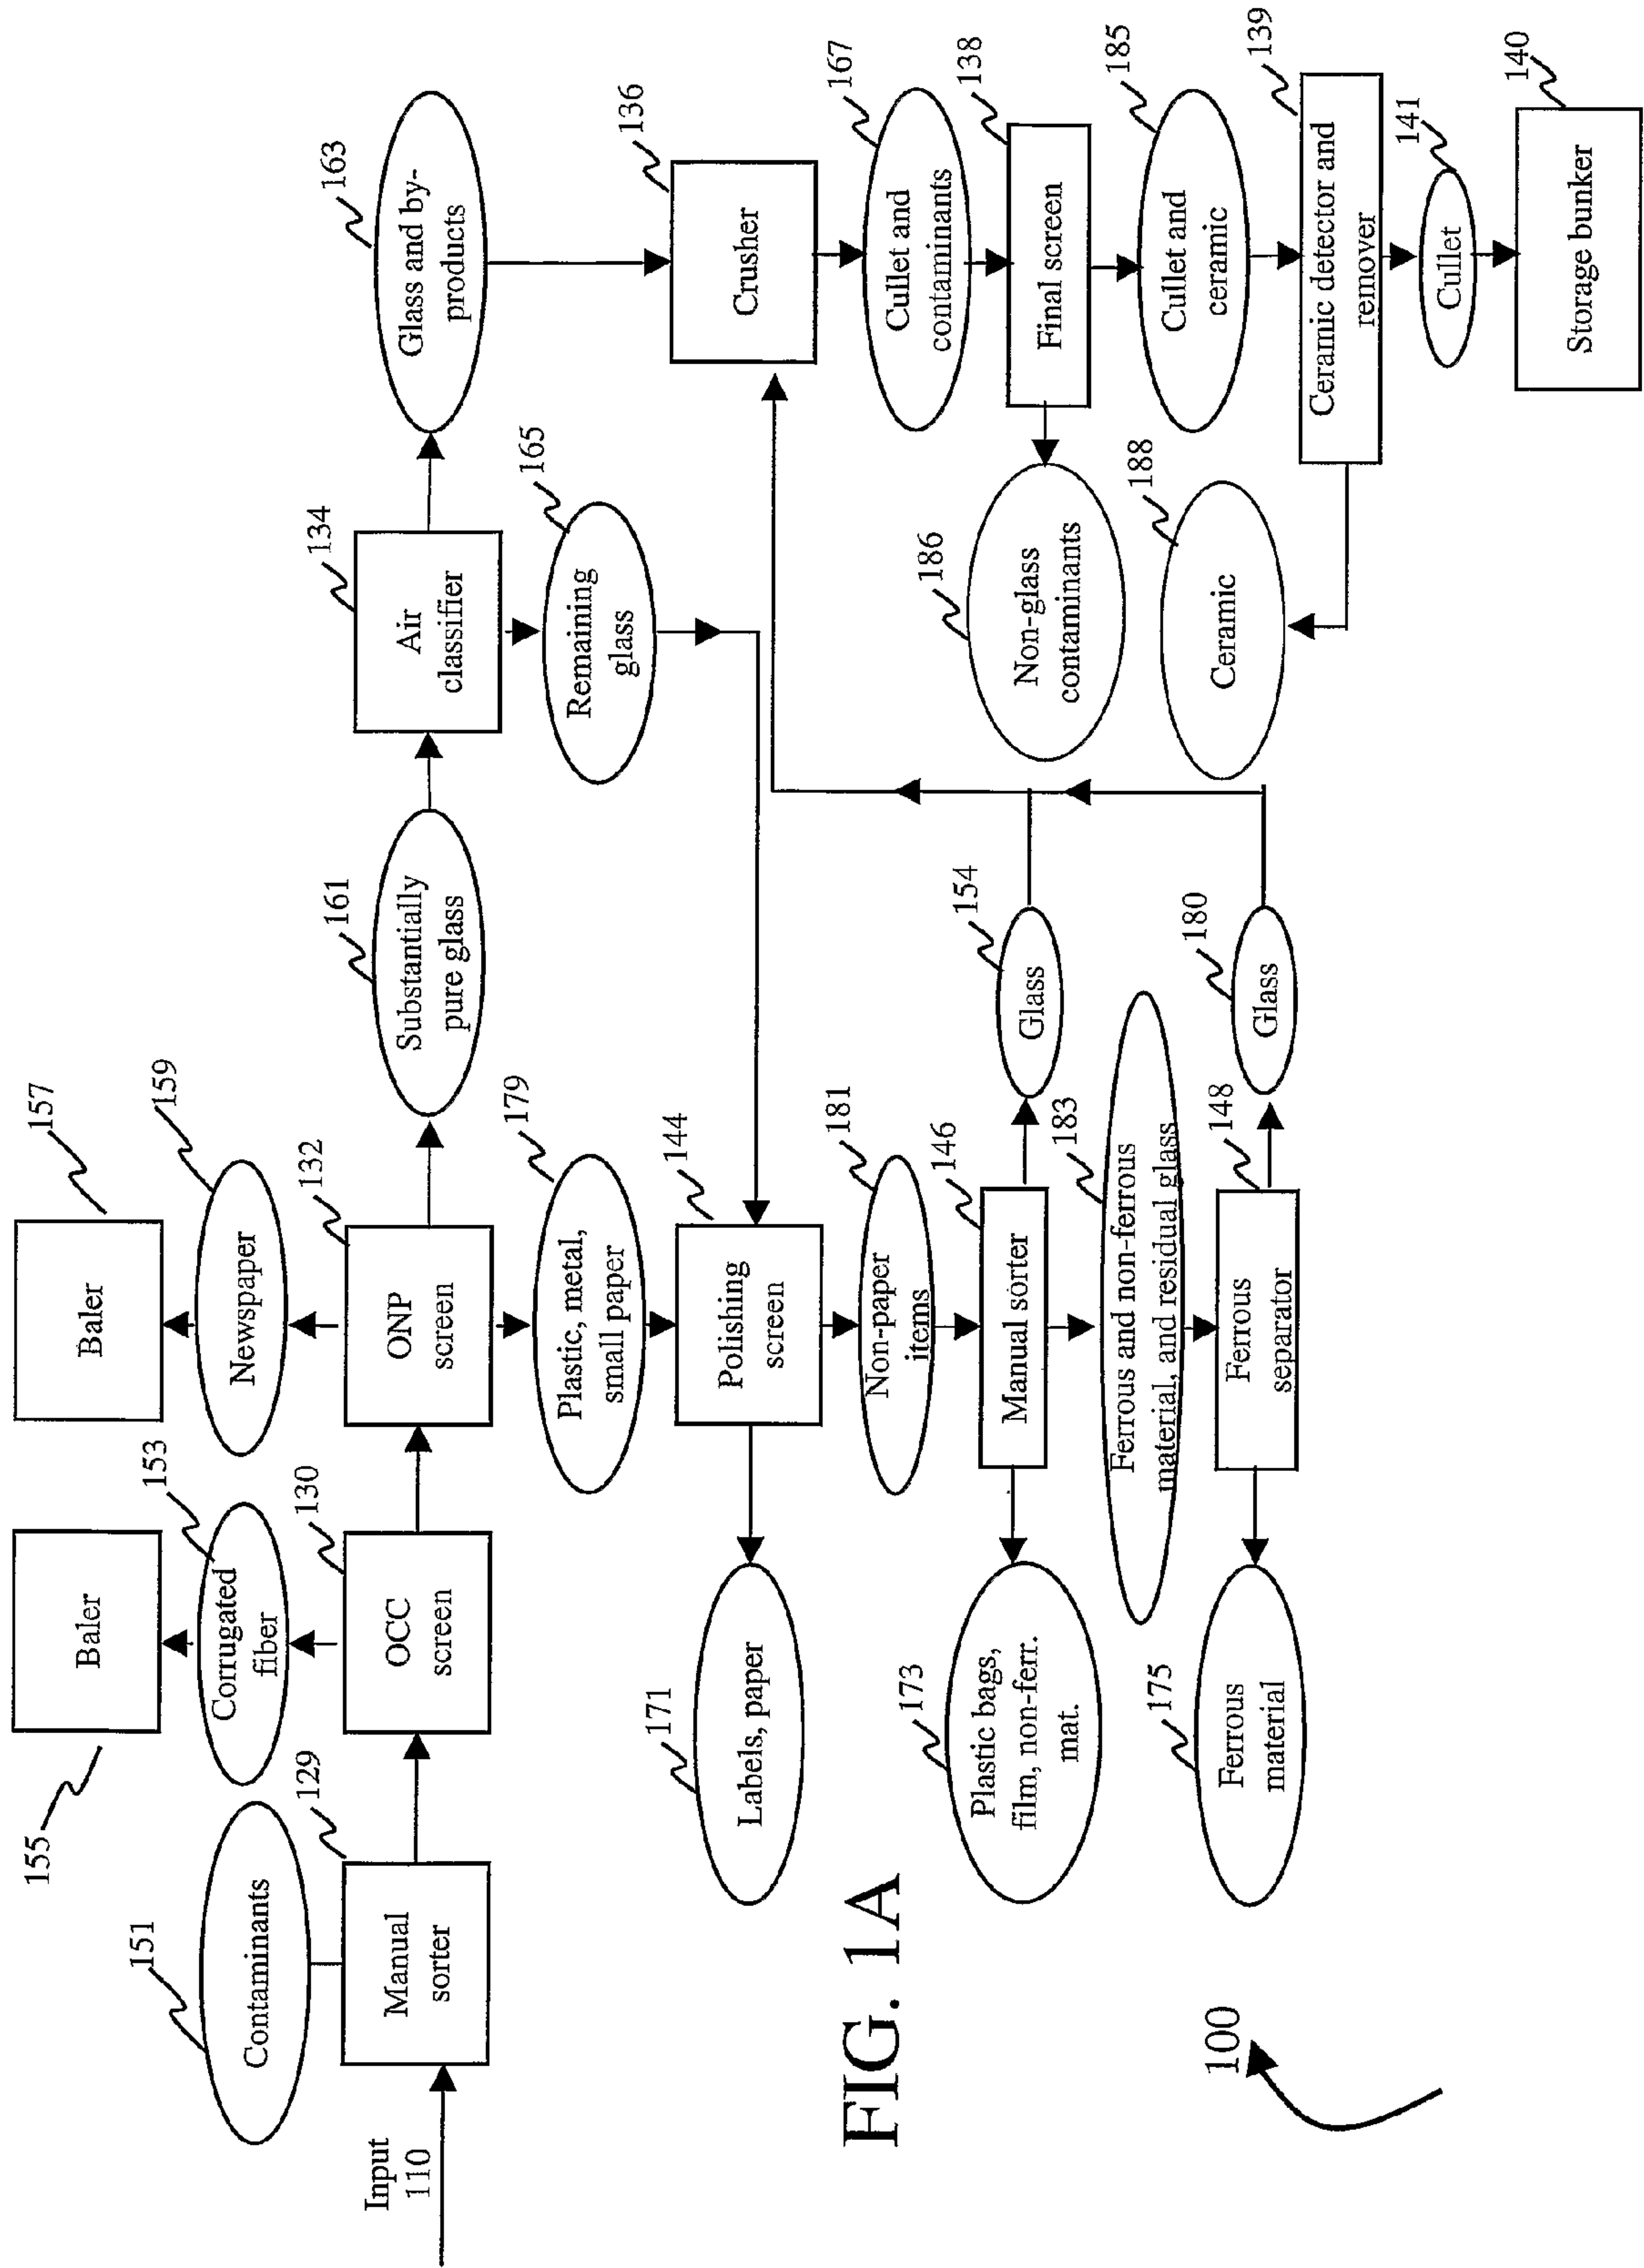 155
Baler
157
Baler
151
Contaminants
153
Corrugated
fiber
159
Newspaper
Input
110
129
Manual
sorter
130
OCC
screen
132
ONP
screen
161
Substantially
pure glass
134
Air
classifier
163
Glass and by-
products
179
Plastic, metal,
small paper
165
Remaining
glass
171
Labels, paper
144
Polishing
screen
136
Crusher
181
Non-paper
items
167
Cullet and
contaminants
173
Plastic bags,
film, non-ferr.
mat.
146
Manual sorter
154
Glass
186
Non-glass
contaminants
138
Final screen
183
Ferrous and non-ferrous
material, and residual glass
185
Cullet and
ceramic
175
Ferrous
material
148
Ferrous
separator
180
Glass
188
Ceramic
139
Ceramic detector and
remover
141
Cullet
140
Storage bunker
FIG. 1A
100